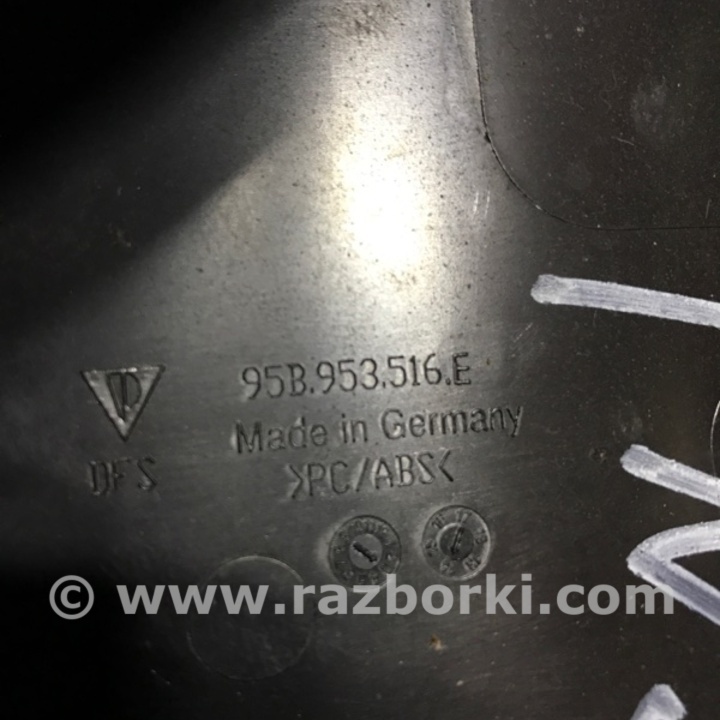 95B.953.516.E
Made in Germany
DFS
>PC/ABS<
© www.razborki.com